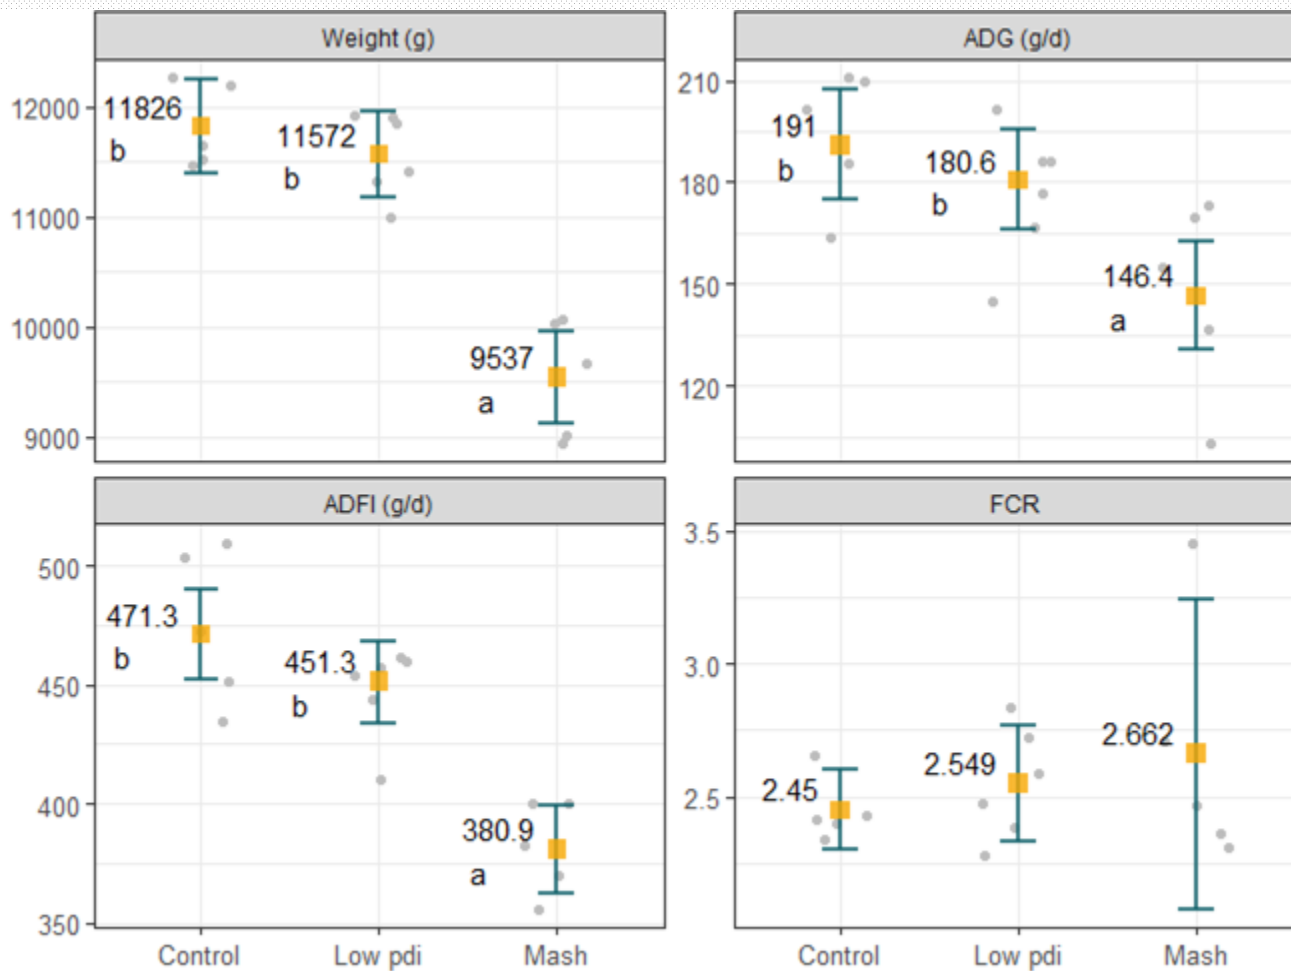 Weight (g)
12000
11000
10000
9000
11826
b
11572
b
9537
a
ADG (g/d)
210
180
150
120
191
b
180.6
b
146.4
a
ADFI (g/d)
500
450
400
350
471.3
b
451.3
b
380.9
a
Control
Low pdi
Mash
FCR
3.5
3.0
2.5
2.45
2.549
2.662
Control
Low pdi
Mash